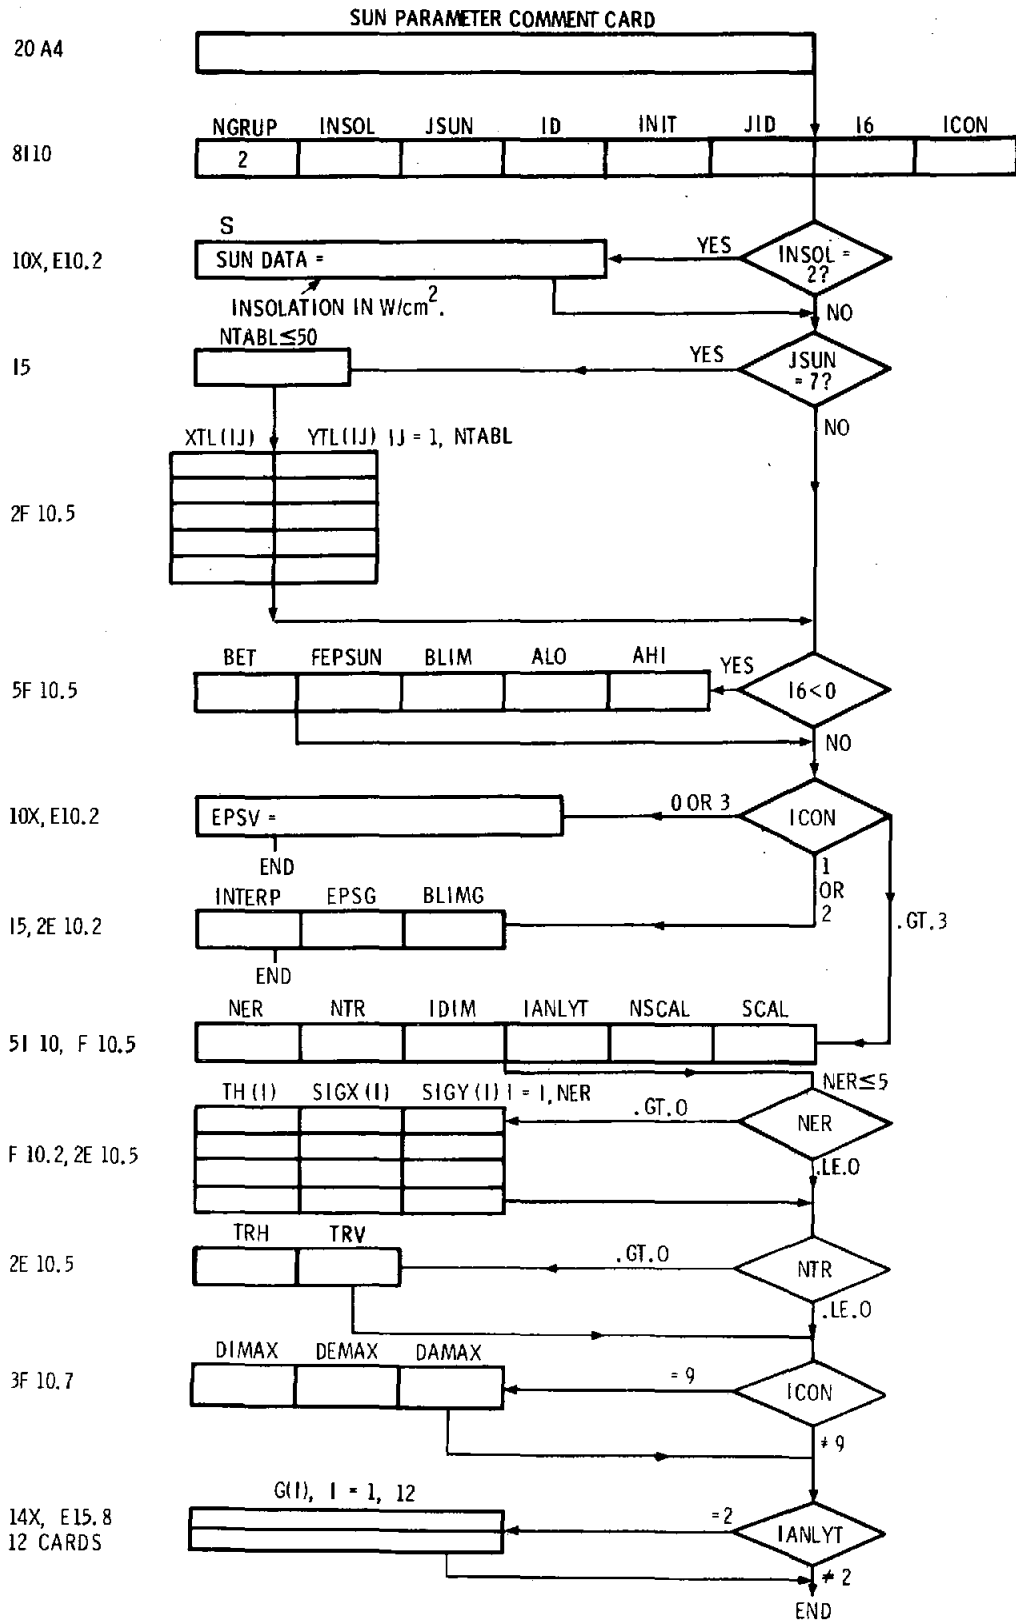 SUN PARAMETER COMMENT CARD
20 A4
NGRUP INSOL JSUN ID INIT JID I6 ICON
8I10
2
S
10X, E10.2
SUN DATA =
YES
INSOL = 2?
INSOLATION IN W/cm2.
NO
NTABL≤50
I5
YES
JSUN = 7?
NO
XTL(IJ) YTL(IJ) IJ = 1, NTABL
2F 10.5
BET FEPSUN BLIM ALO AHI
YES
5F 10.5
I6<0
NO
10X, E10.2
EPSV =
0 OR 3
ICON
END
1 OR 2
INTERP EPSG BLIMG
I5, 2E 10.2
.GT.3
END
NER NTR IDIM IANLYT NSCAL SCAL
5I 10, F 10.5
NER≤5
TH (I) SIGX (I) SIGY (I) I = 1, NER
.GT.0
NER
F 10.2, 2E 10.5
.LE.0
TRH TRV
2E 10.5
.GT.0
NTR
.LE.0
DIMAX DEMAX DAMAX
3F 10.7
= 9
ICON
≠ 9
G(I), I = 1, 12
14X, E15.8
12 CARDS
=2
IANLYT
≠ 2
END